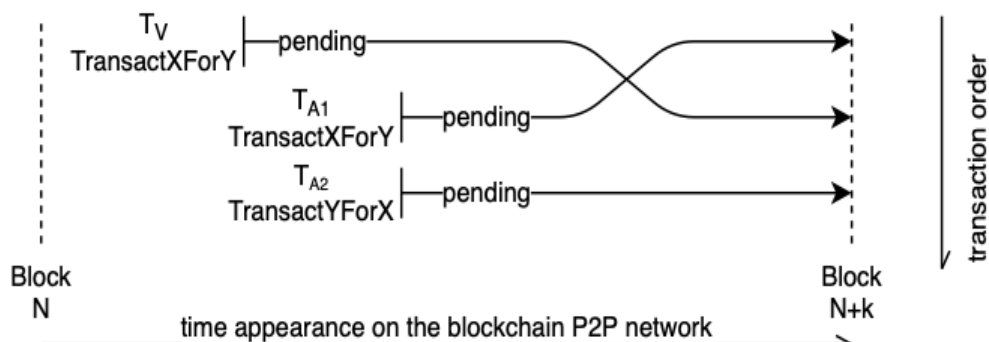 T_V
TransactXForY
pending
T_A1
TransactXForY
pending
T_A2
TransactYForX
pending
transaction order
Block
N
Block
N+k
time appearance on the blockchain P2P network